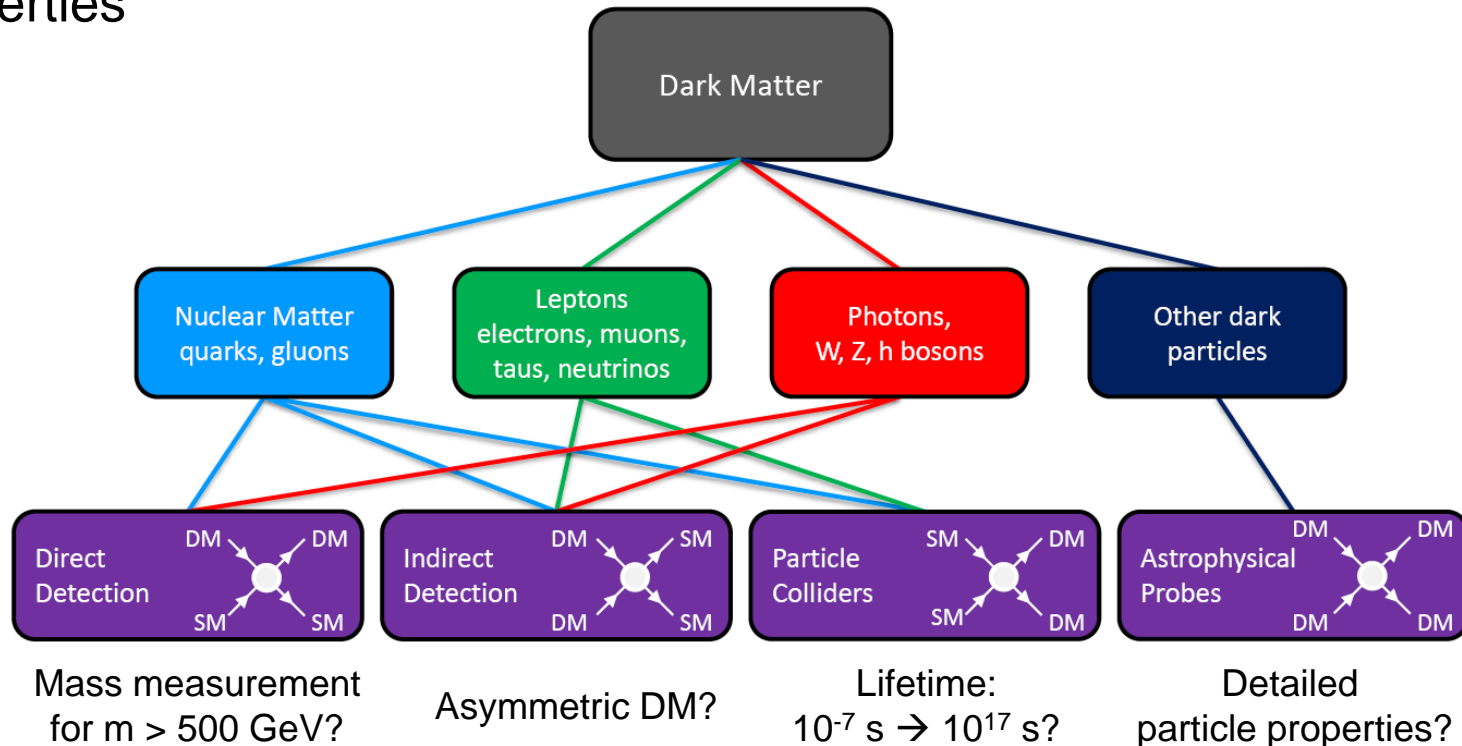 Dark Matter
Nuclear Matter
quarks, gluons
Leptons
electrons, muons,
taus, neutrinos
Photons,
W, Z, h bosons
Other dark
particles
Direct
Detection
DM
DM
SM
SM
Indirect
Detection
DM
SM
DM
SM
Particle
Colliders
SM
DM
SM
DM
Astrophysical
Probes
DM
DM
DM
DM
Mass measurement
for m > 500 GeV?
Asymmetric DM?
Lifetime:
10⁻⁷ s → 10¹⁷ s?
Detailed
particle properties?